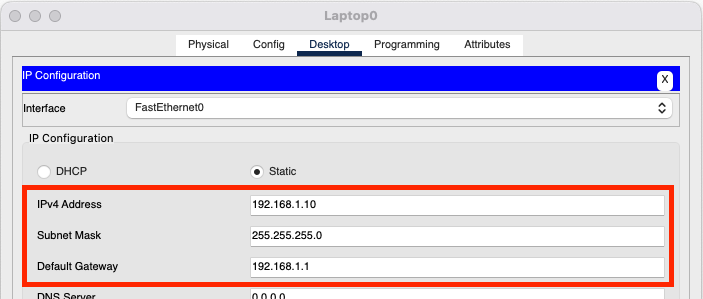 Laptop0
Physical Config Desktop Programming Attributes
IP Configuration X
Interface FastEthernet0
IP Configuration
DHCP Static
IPv4 Address 192.168.1.10
Subnet Mask 255.255.255.0
Default Gateway 192.168.1.1
DNS Server 0.0.0.0